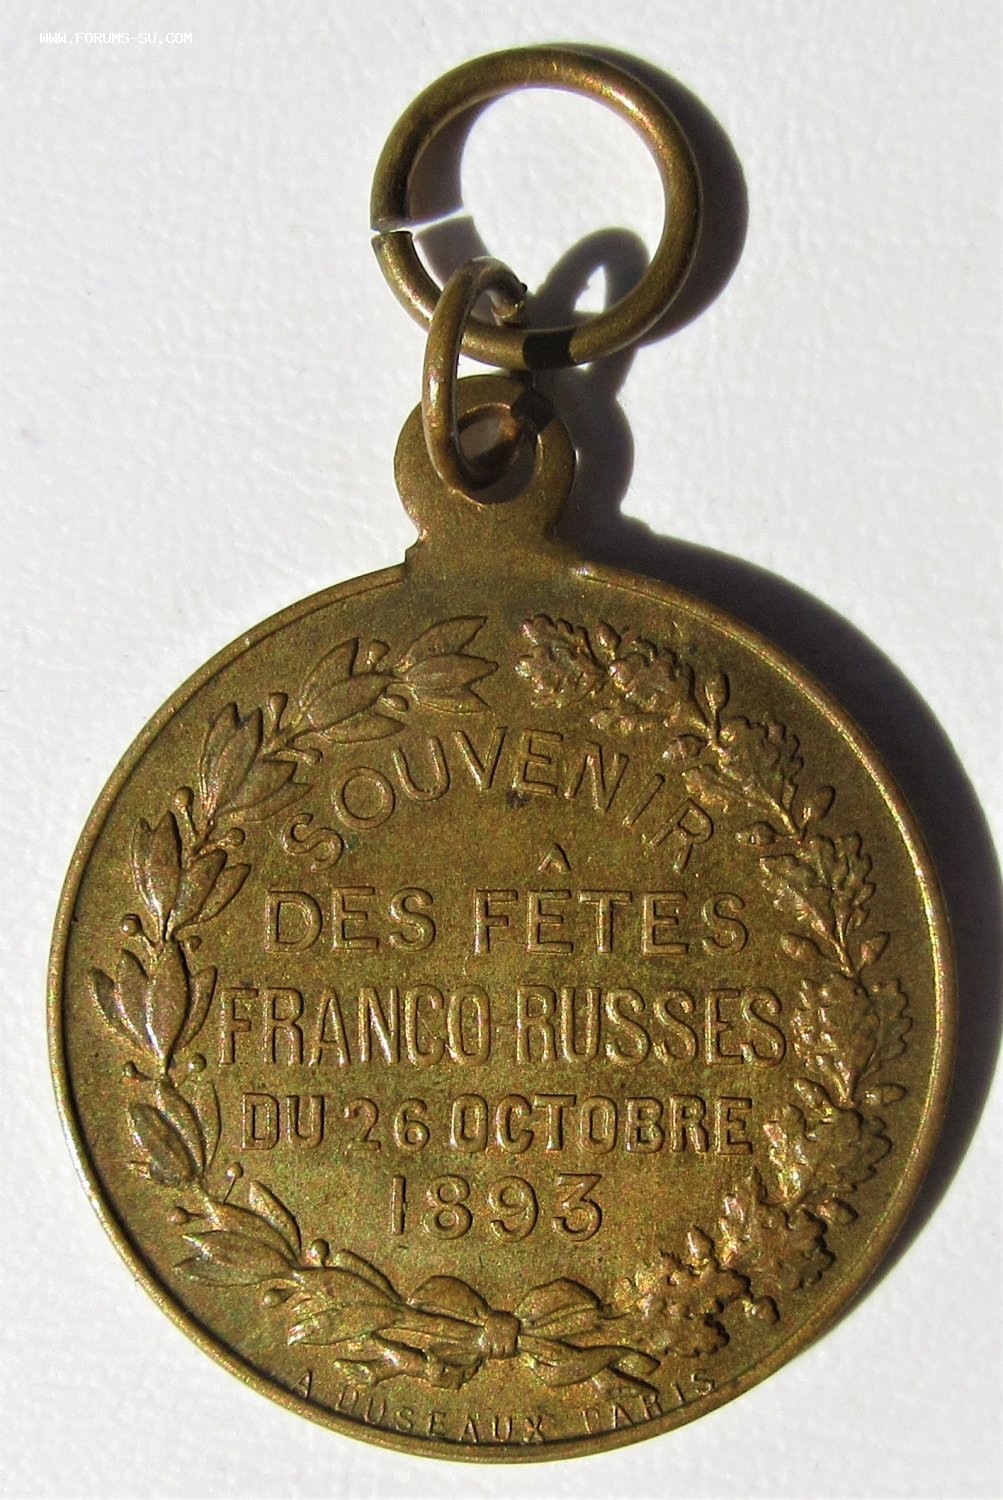 WWW.FORUMS-SU.COM
SOUVENIR
DES FÊTES
FRANCO-RUSSES
DU 26 OCTOBRE
1893
A DUSEAUX PARIS